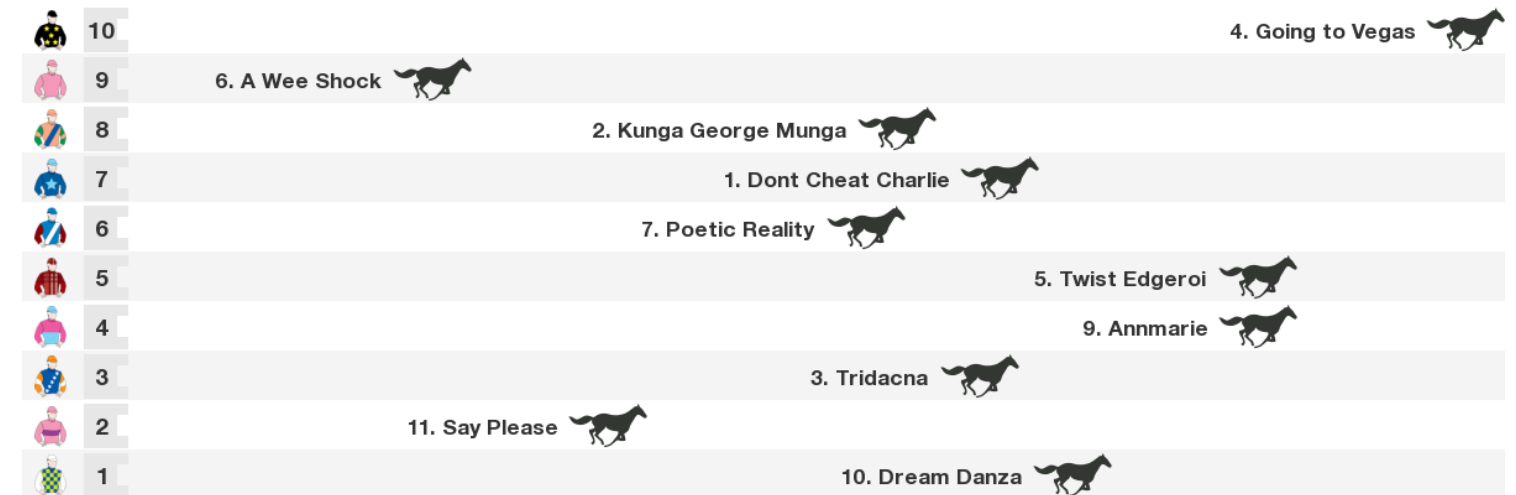 10 4. Going to Vegas
9 6. A Wee Shock
8 2. Kunga George Munga
7 1. Dont Cheat Charlie
6 7. Poetic Reality
5 5. Twist Edgeroi
4 9. Annmarie
3 3. Tridacna
2 11. Say Please
1 10. Dream Danza